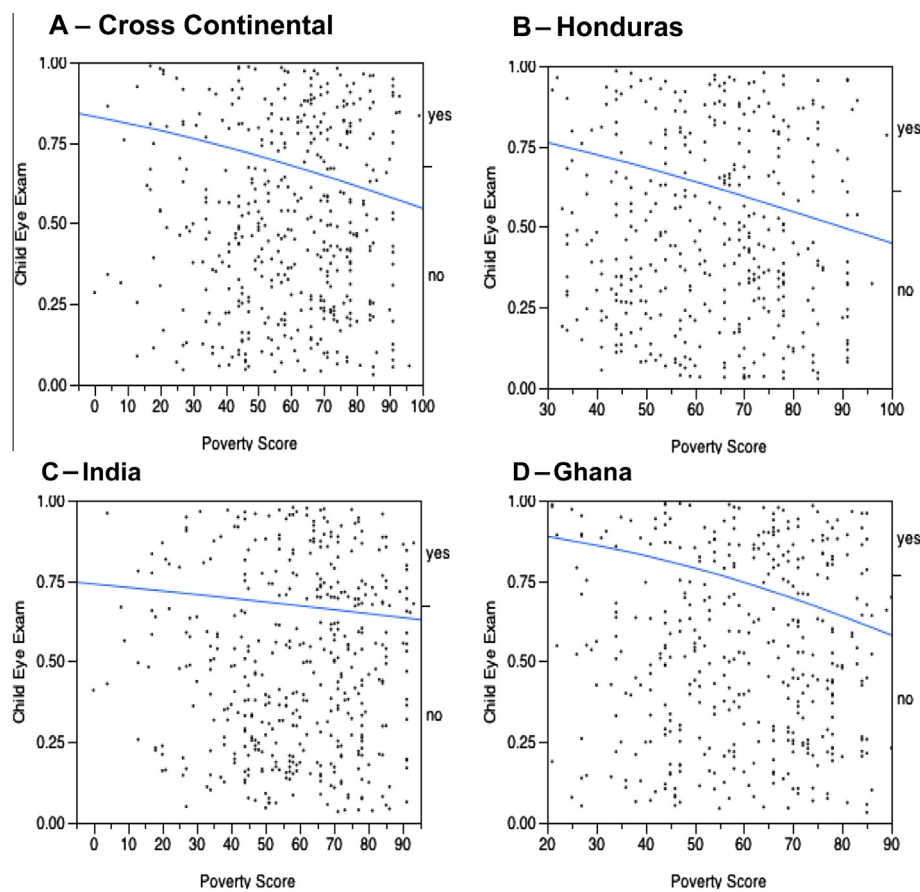 A – Cross Continental
1.00
0.75
0.50
0.25
0.00
Child Eye Exam
yes
no
0 10 20 30 40 50 60 70 80 90 100
Poverty Score
B – Honduras
1.00
0.75
0.50
0.25
0.00
Child Eye Exam
yes
no
30 40 50 60 70 80 90 100
Poverty Score
C – India
1.00
0.75
0.50
0.25
0.00
Child Eye Exam
yes
no
0 10 20 30 40 50 60 70 80 90
Poverty Score
D – Ghana
1.00
0.75
0.50
0.25
0.00
Child Eye Exam
yes
no
20 30 40 50 60 70 80 90
Poverty Score